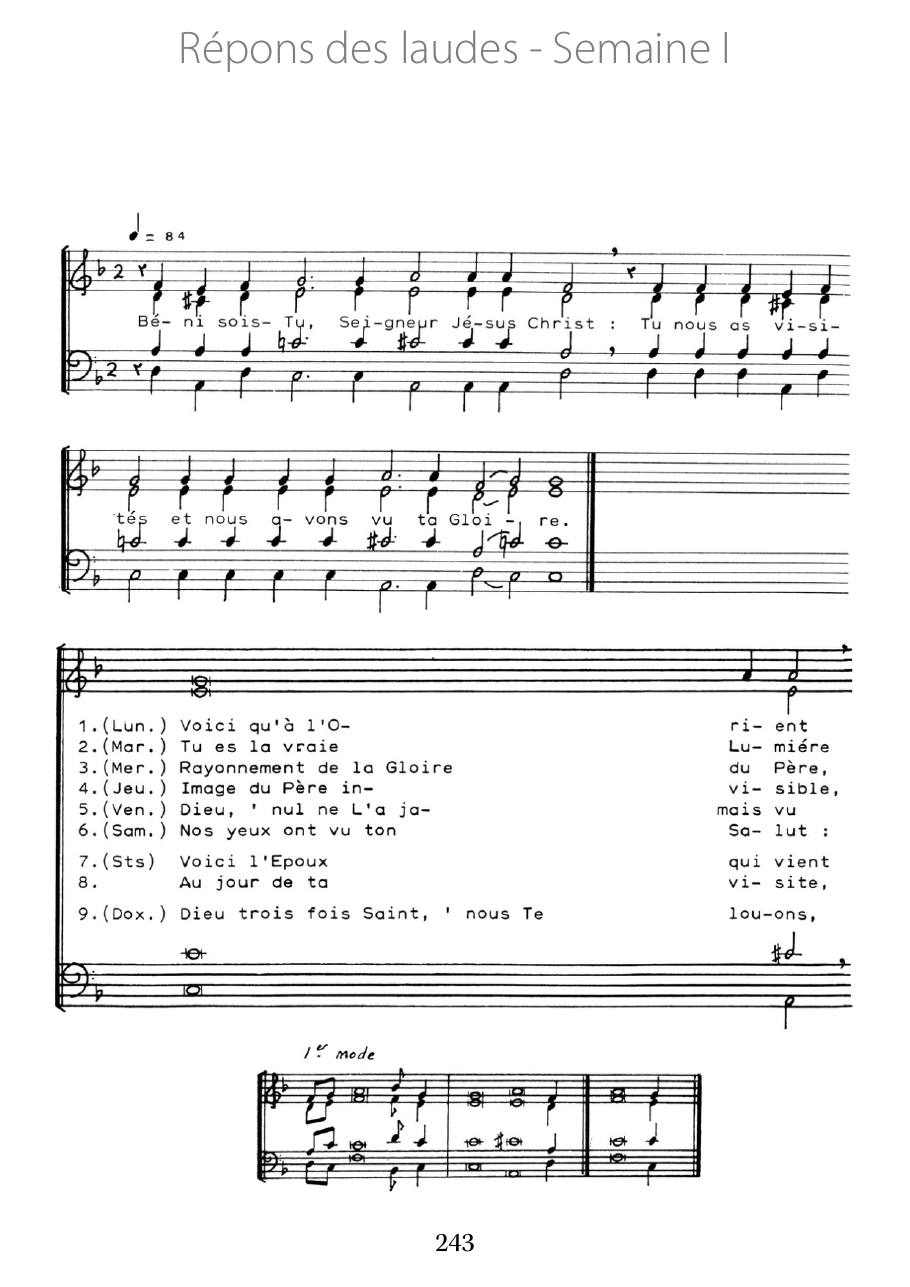 Répons des laudes - Semaine I
= 84
2
Bé- ni sois- Tu, Sei-gneur Jé-sus Christ : Tu nous as vi-si-
2
tés et nous a- vons vu ta Gloi - re.
1.(Lun.) Voici qu'à l'O- ri- ent
2.(Mar.) Tu es la vraie Lu- miére
3.(Mer.) Rayonnement de la Gloire du Père,
4.(Jeu.) Image du Père in- vi- sible,
5.(Ven.) Dieu, ' nul ne L'a ja- mais vu
6.(Sam.) Nos yeux ont vu ton Sa- lut :
7.(Sts) Voici l'Epoux qui vient
8. Au jour de ta vi- site,
9.(Dox.) Dieu trois fois Saint, ' nous Te lou-ons,
1er mode
243